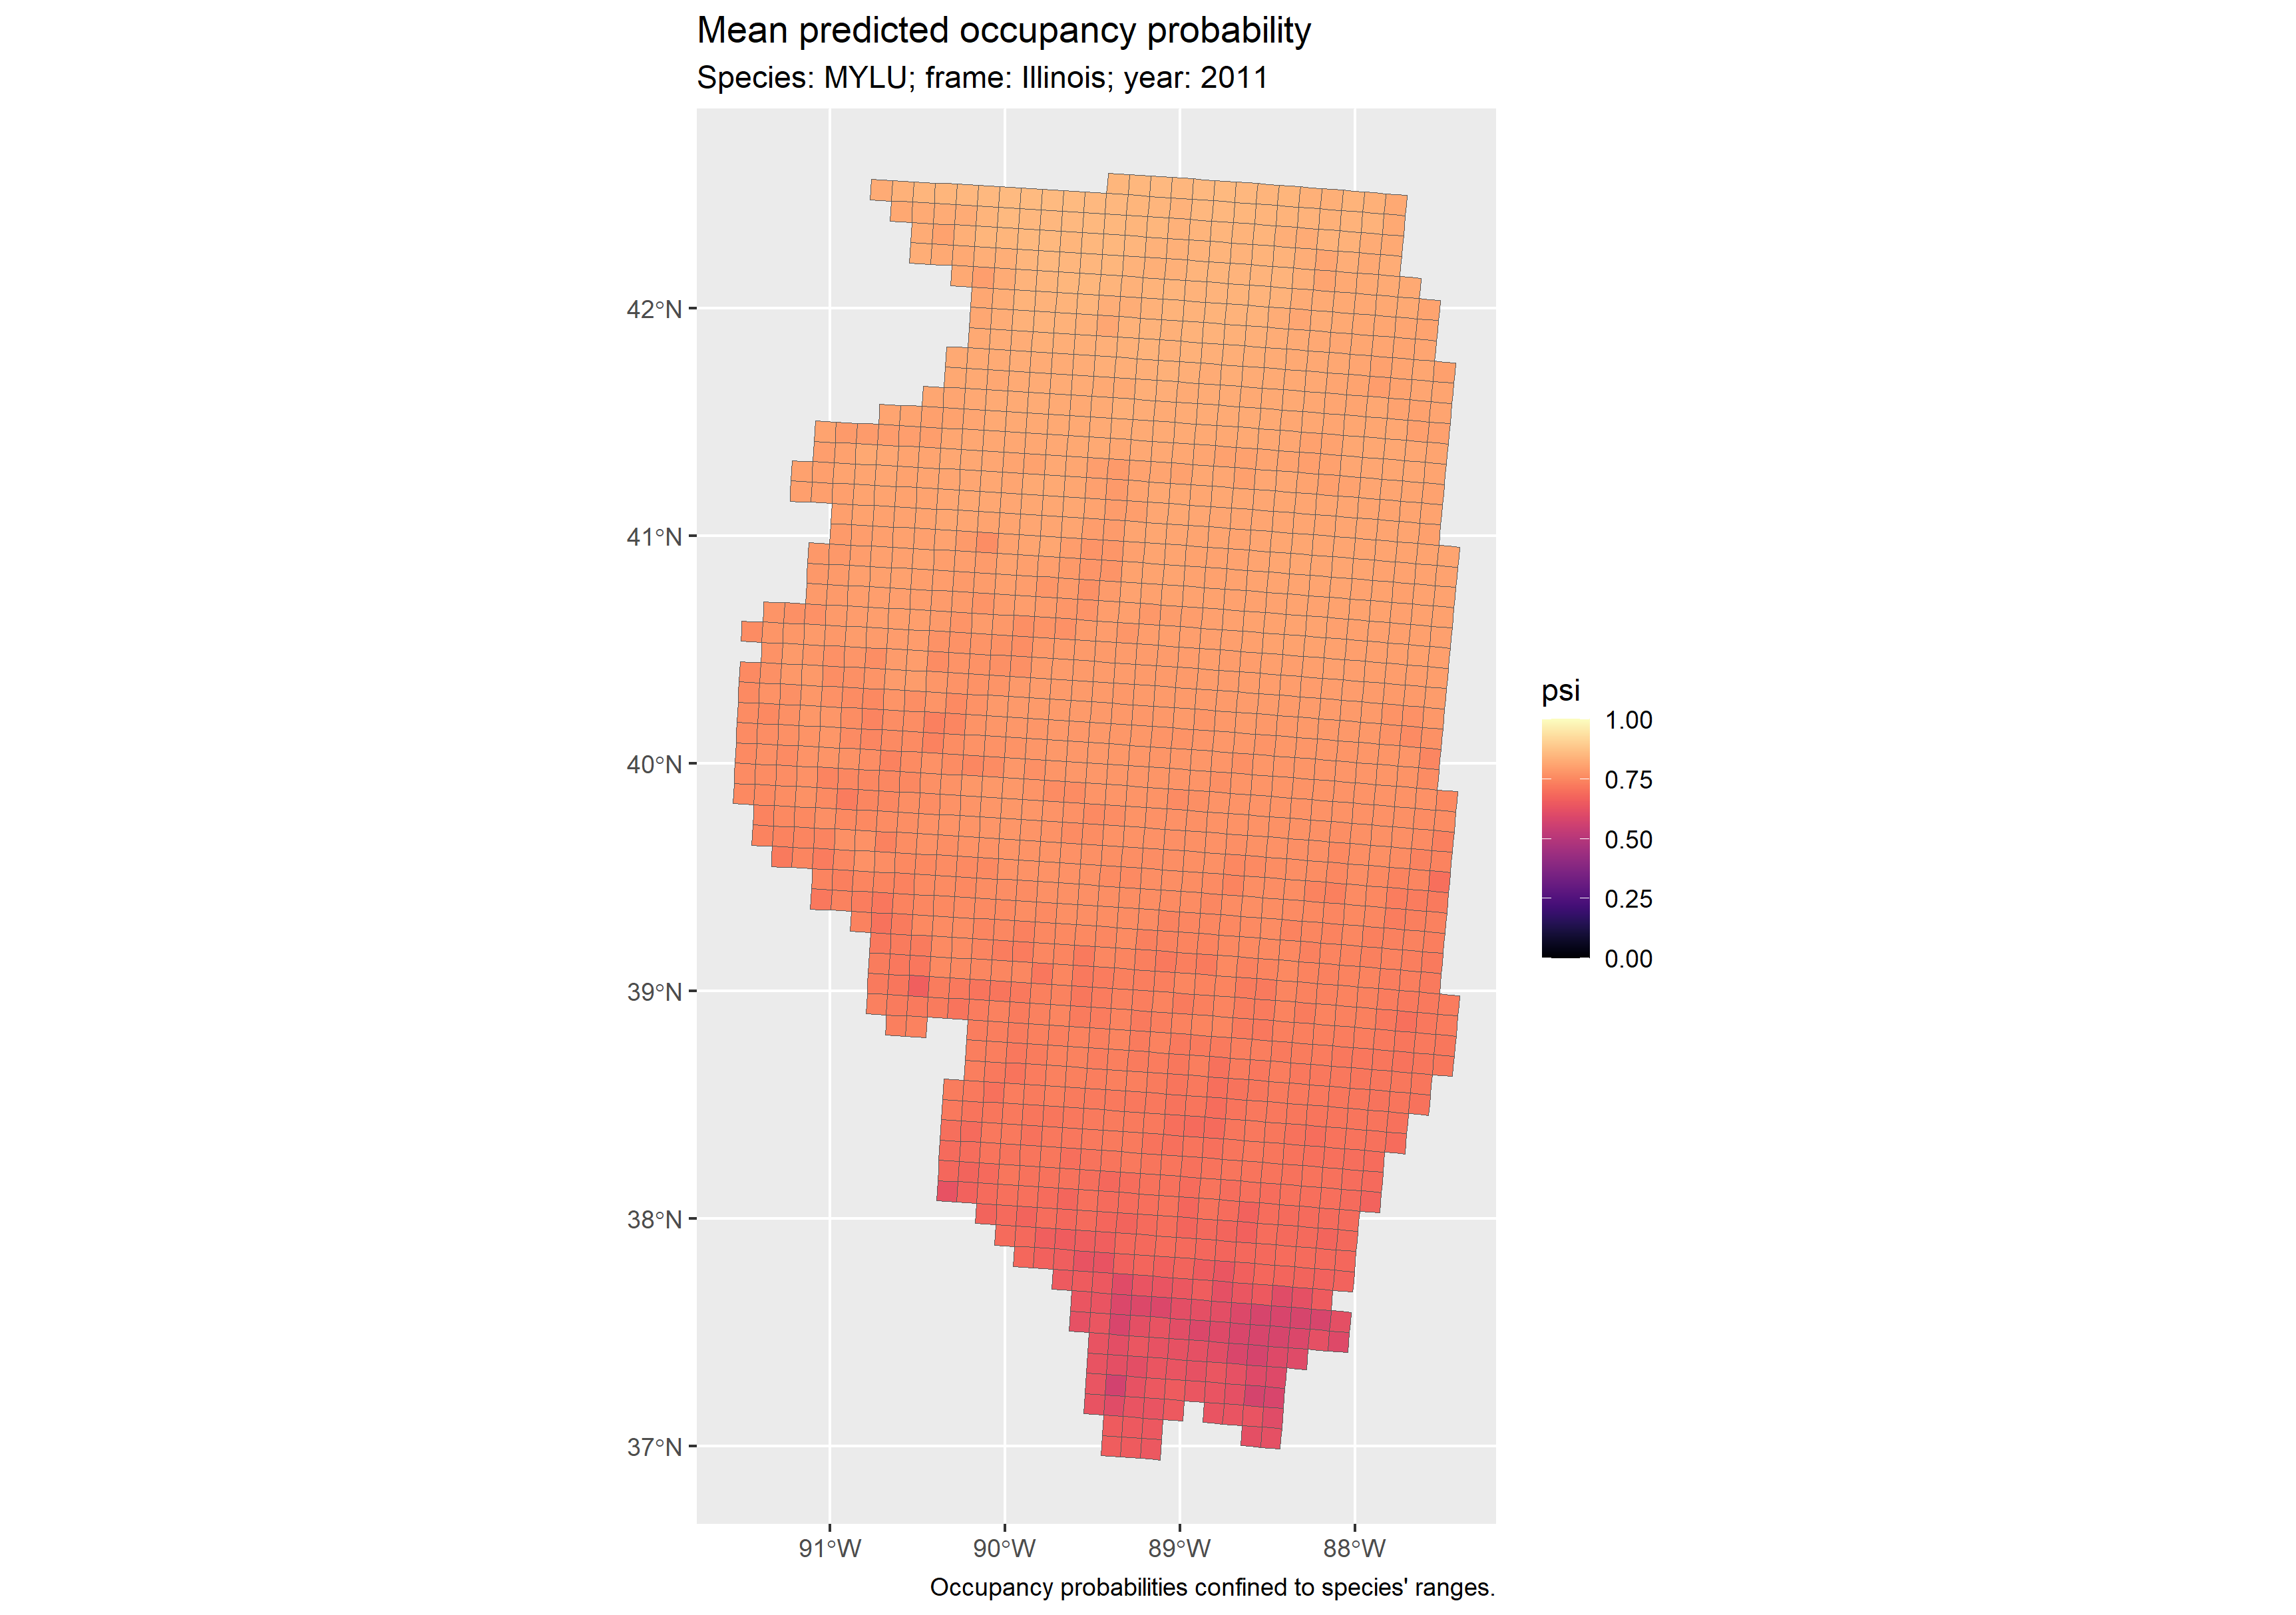 Mean predicted occupancy probability
Species: MYLU; frame: Illinois; year: 2011
42°N
41°N
40°N
39°N
38°N
37°N
91°W
90°W
89°W
88°W
psi
1.00
0.75
0.50
0.25
0.00
Occupancy probabilities confined to species' ranges.